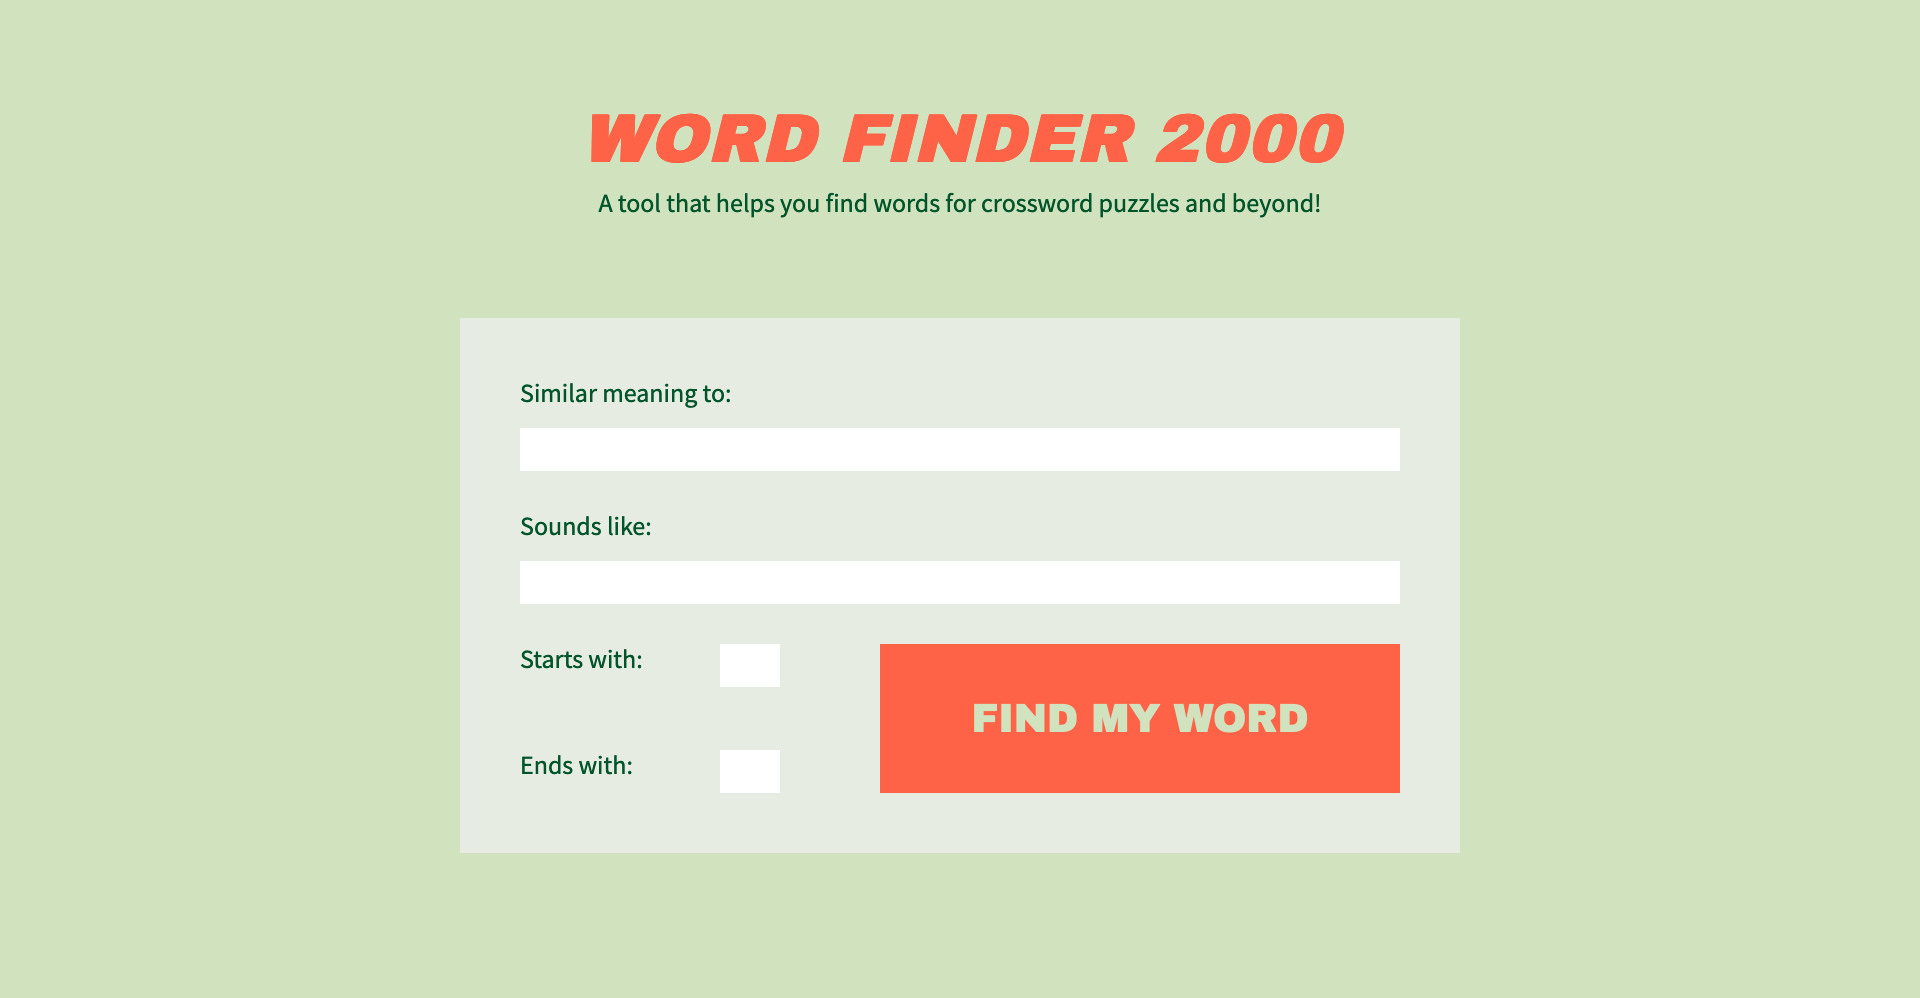 WORD FINDER 2000
A tool that helps you find words for crossword puzzles and beyond!
Similar meaning to:
Sounds like:
Starts with:
FIND MY WORD
Ends with: